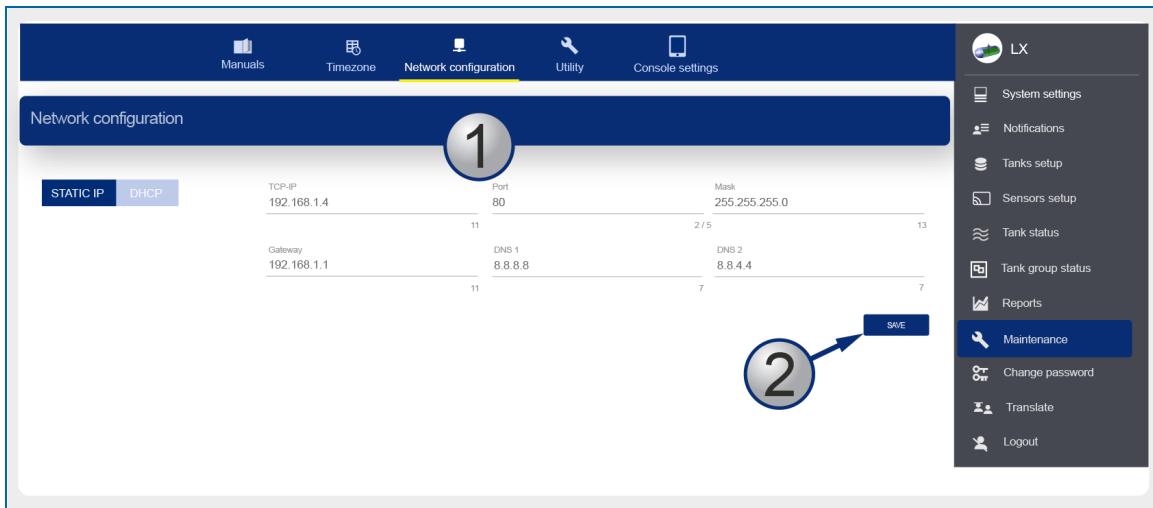 Manuals
Timezone
Network configuration
Utility
Console settings
Network configuration
1
STATIC IP
DHCP
TCP-IP
192.168.1.4
11
Port
80
2 / 5
Mask
255.255.255.0
13
Gateway
192.168.1.1
11
DNS 1
8.8.8.8
7
DNS 2
8.8.4.4
7
SAVE
2
LX
System settings
Notifications
Tanks setup
Sensors setup
Tank status
Tank group status
Reports
Maintenance
Change password
Translate
Logout